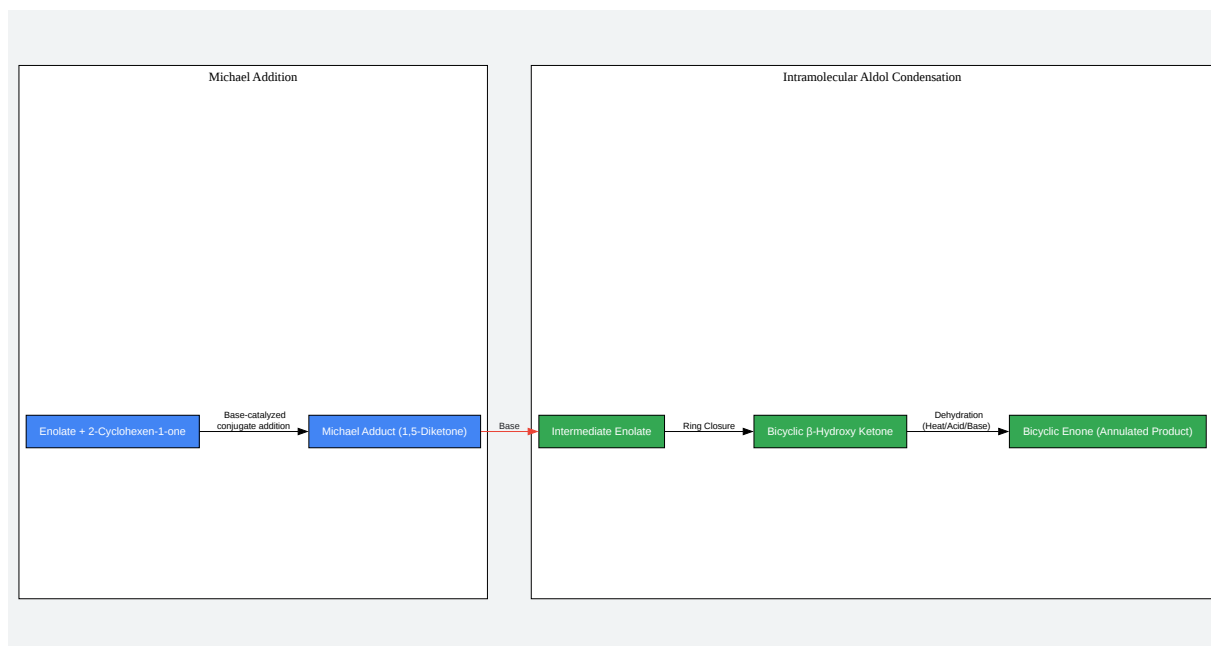 Michael Addition
Intramolecular Aldol Condensation
Enolate + 2-Cyclohexen-1-one
Base-catalyzed
conjugate addition
Michael Adduct (1,5-Diketone)
Base
Intermediate Enolate
Ring Closure
Bicyclic β-Hydroxy Ketone
Dehydration
(Heat/Acid/Base)
Bicyclic Enone (Annulated Product)